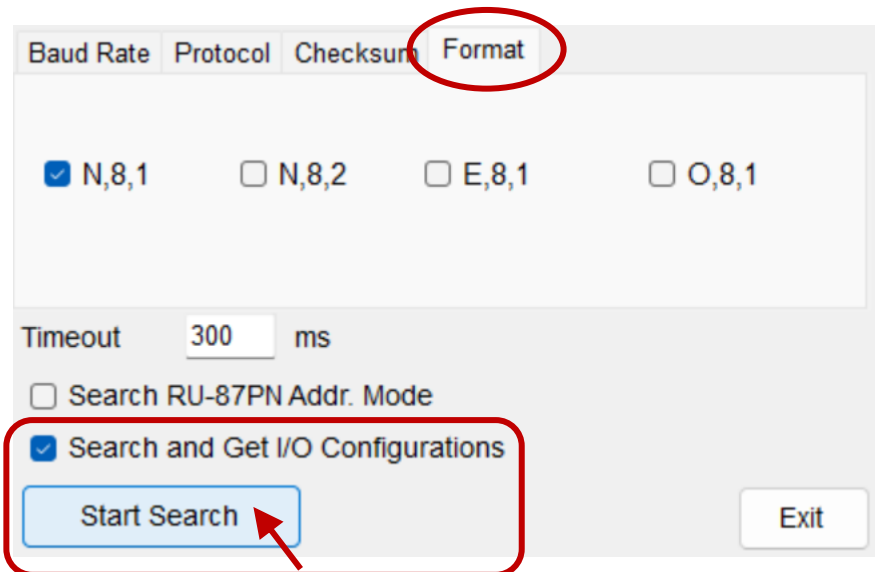 Baud Rate Protocol Checksum Format
N,8,1 N,8,2 E,8,1 O,8,1
Timeout 300 ms
Search RU-87PN Addr. Mode
Search and Get I/O Configurations
Start Search Exit